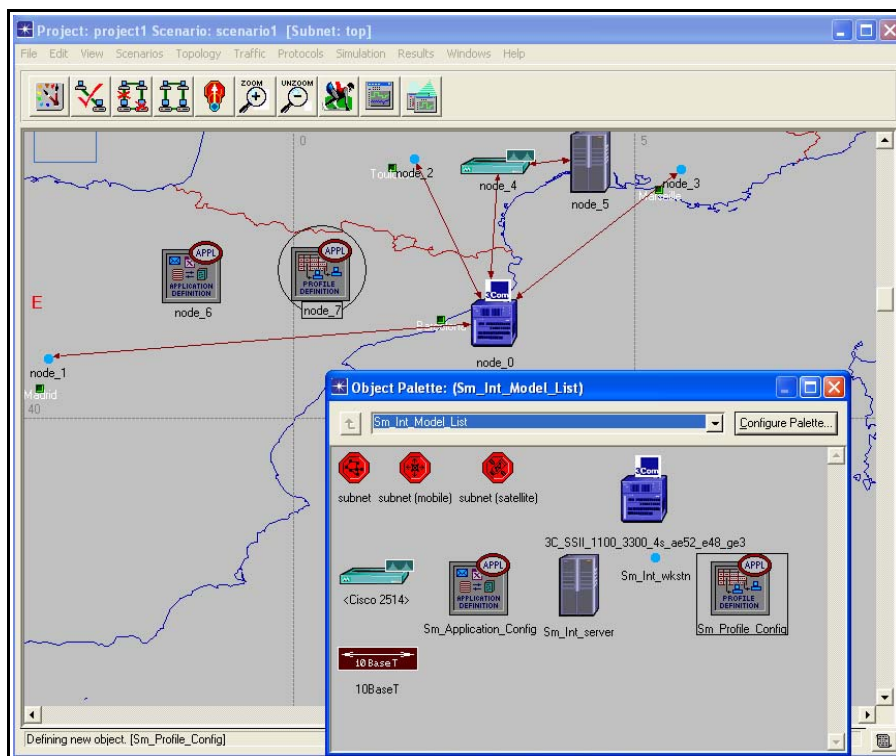 Project: project1 Scenario: scenario1 [Subnet: top]
File Edit View Scenarios Topology Traffic Protocols Simulation Results Windows Help
ZOOM
UNZOOM
0
5
node_2
node_4
node_5
node_3
APPL
APPLICATION
DEFINITION
node_6
APPL
PROFILE
DEFINITION
node_7
E
3Com
node_0
node_1
Madrid
40
Object Palette: (Sm_Int_Model_List)
Sm_Int_Model_List
Configure Palette...
subnet
subnet (mobile)
subnet (satellite)
3Com
3C_SSII_1100_3300_4s_ae52_e48_ge3
<Cisco 2514>
APPL
APPLICATION
DEFINITION
Sm_Application_Config
Sm_Int_server
Sm_Int_wkstn
APPL
PROFILE
DEFINITION
Sm_Profile_Config
10BaseT
10BaseT
Defining new object. [Sm_Profile_Config]